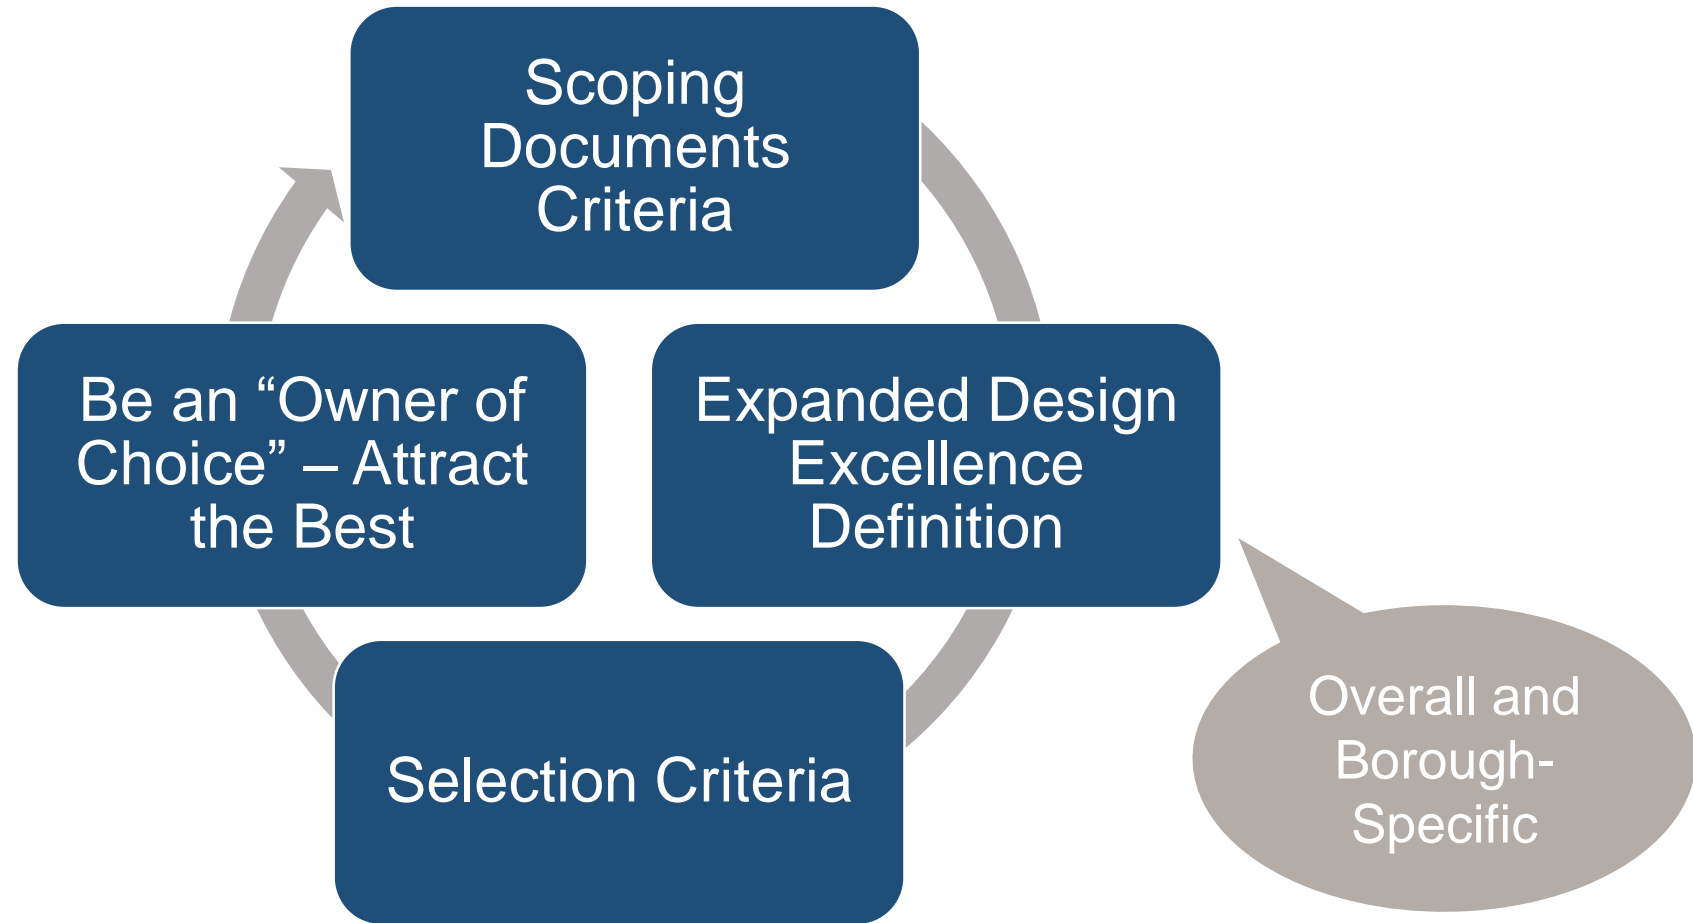 Scoping
Documents
Criteria
Be an “Owner of
Choice” – Attract
the Best
Expanded Design
Excellence
Definition
Selection Criteria
Overall and
Borough-
Specific